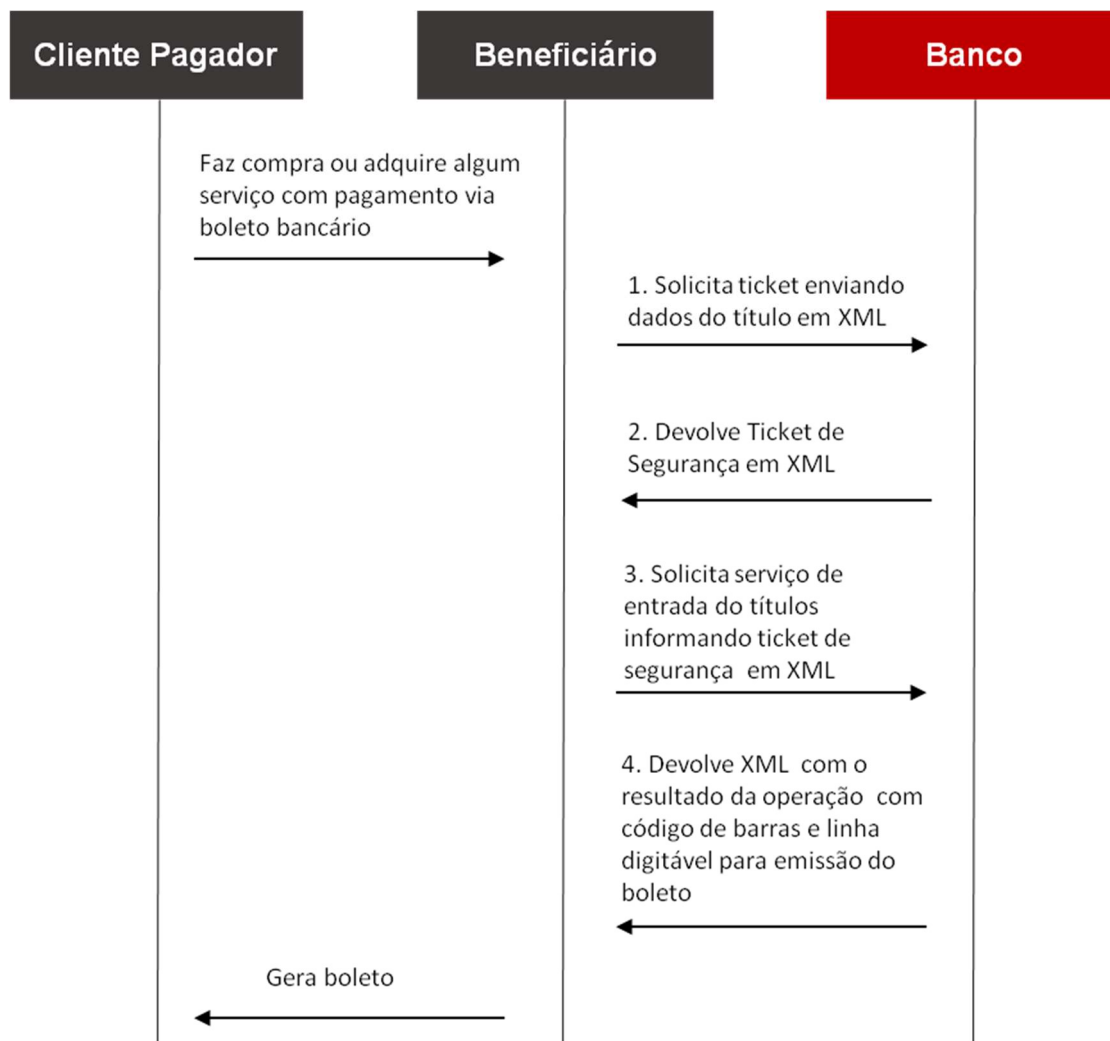 Cliente Pagador
Beneficiário
Banco
Faz compra ou adquire algum
serviço com pagamento via
boleto bancário
1. Solicita ticket enviando
dados do título em XML
2. Devolve Ticket de
Segurança em XML
3. Solicita serviço de
entrada do títulos
informando ticket de
segurança  em XML
4. Devolve XML  com o
resultado da operação  com
código de barras e linha
digitável para emissão do
boleto
Gera boleto